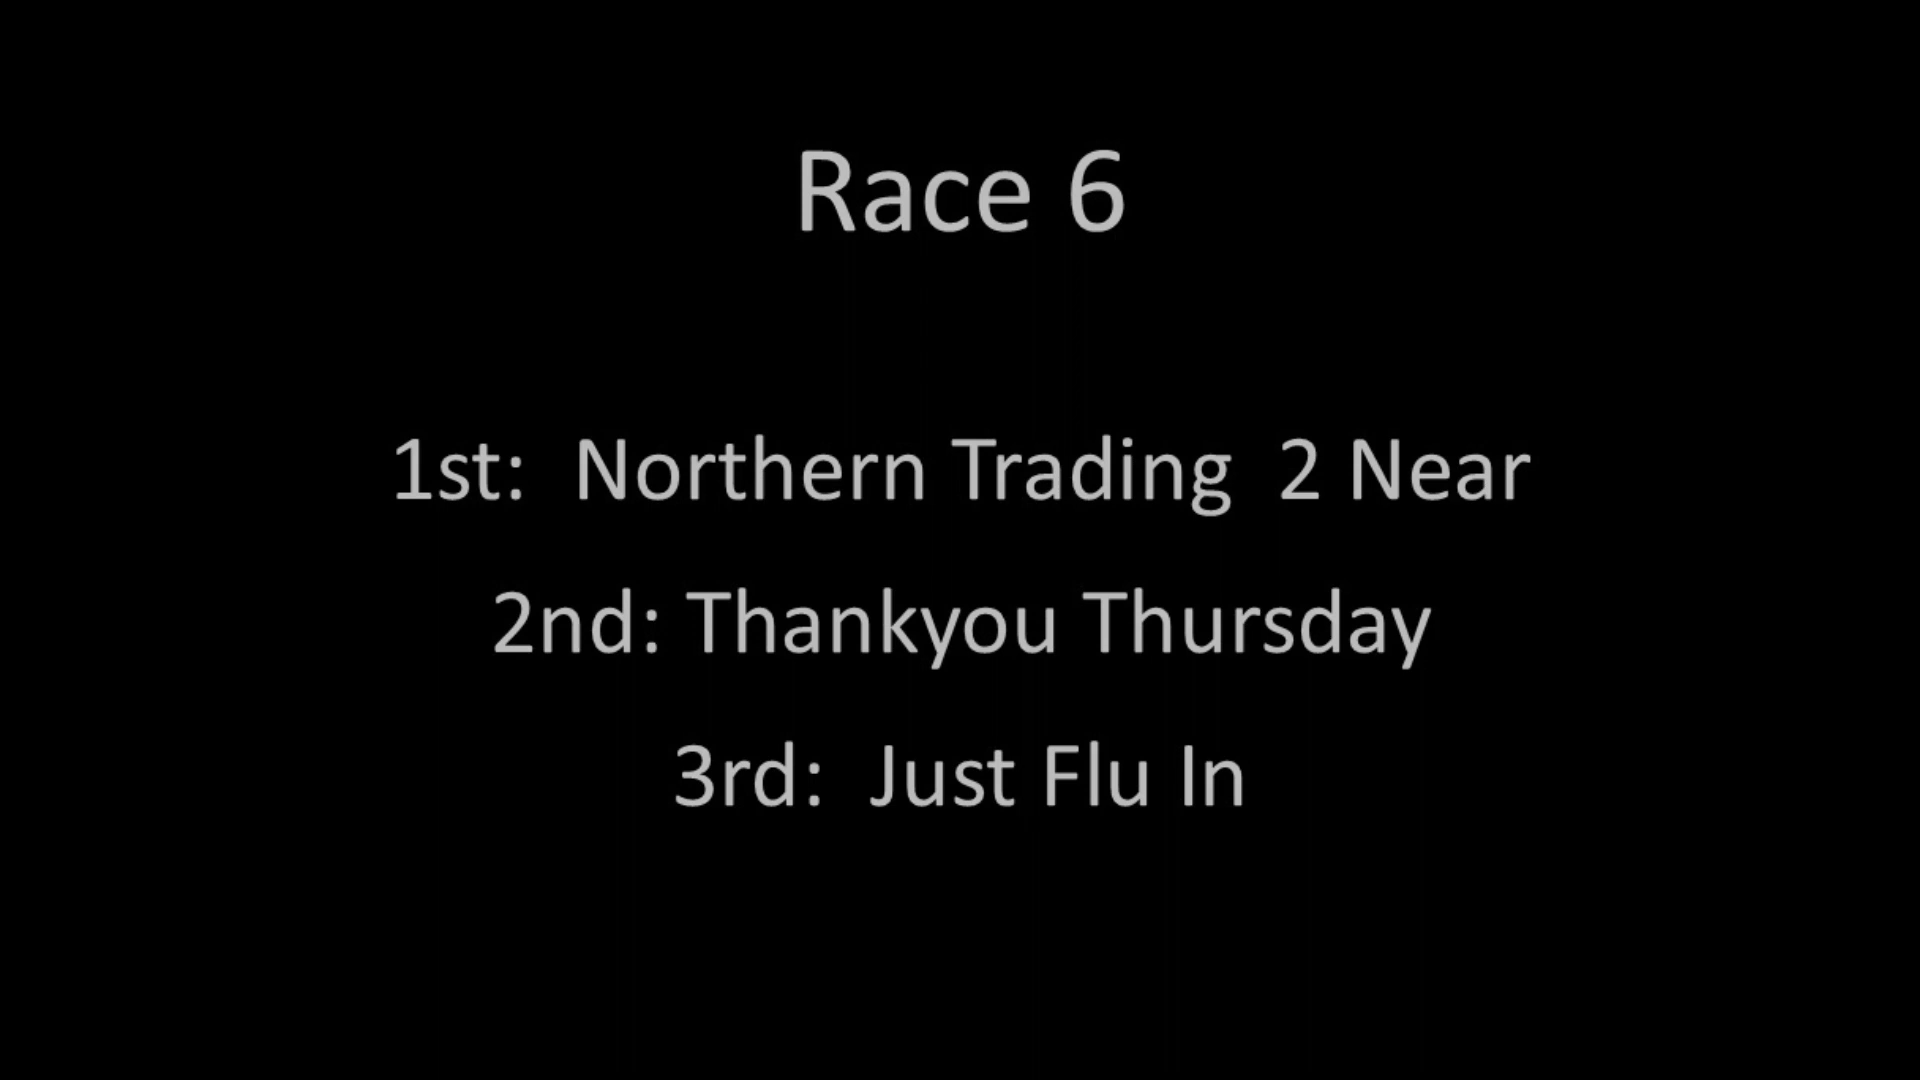 Race 6
1st:  Northern Trading  2 Near
2nd: Thankyou Thursday
3rd:  Just Flu In